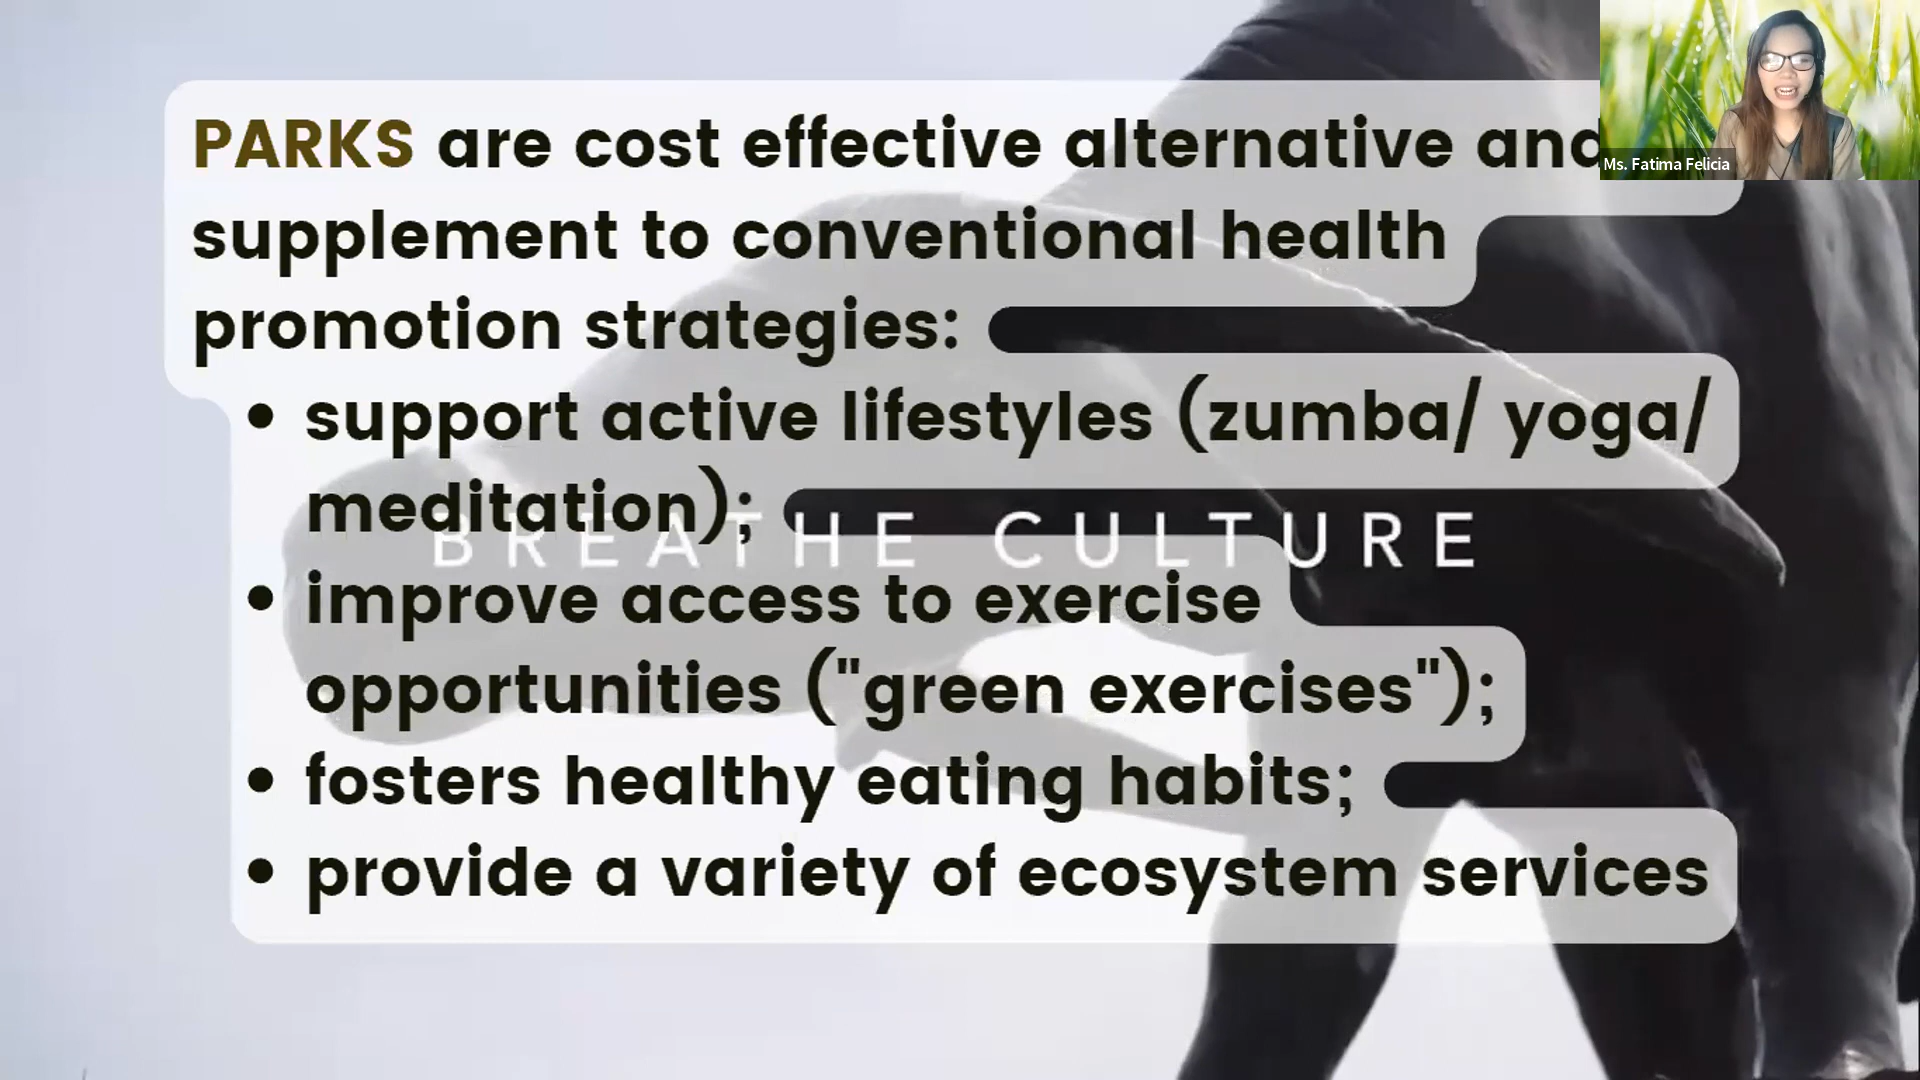 PARKS are cost effective alternative and
supplement to conventional health
promotion strategies:
• support active lifestyles (zumba/ yoga/
meditation);
BREATHE CULTURE
• improve access to exercise
opportunities ("green exercises");
• fosters healthy eating habits;
• provide a variety of ecosystem services
Ms. Fatima Felicia